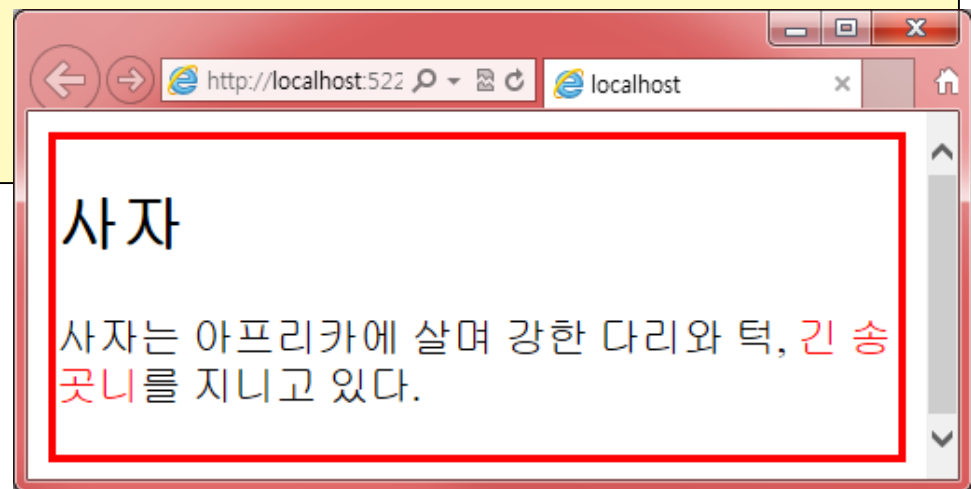 http://localhost:522
localhost
사자
사자는 아프리카에 살며 강한 다리와 턱, 긴 송
곳니를 지니고 있다.